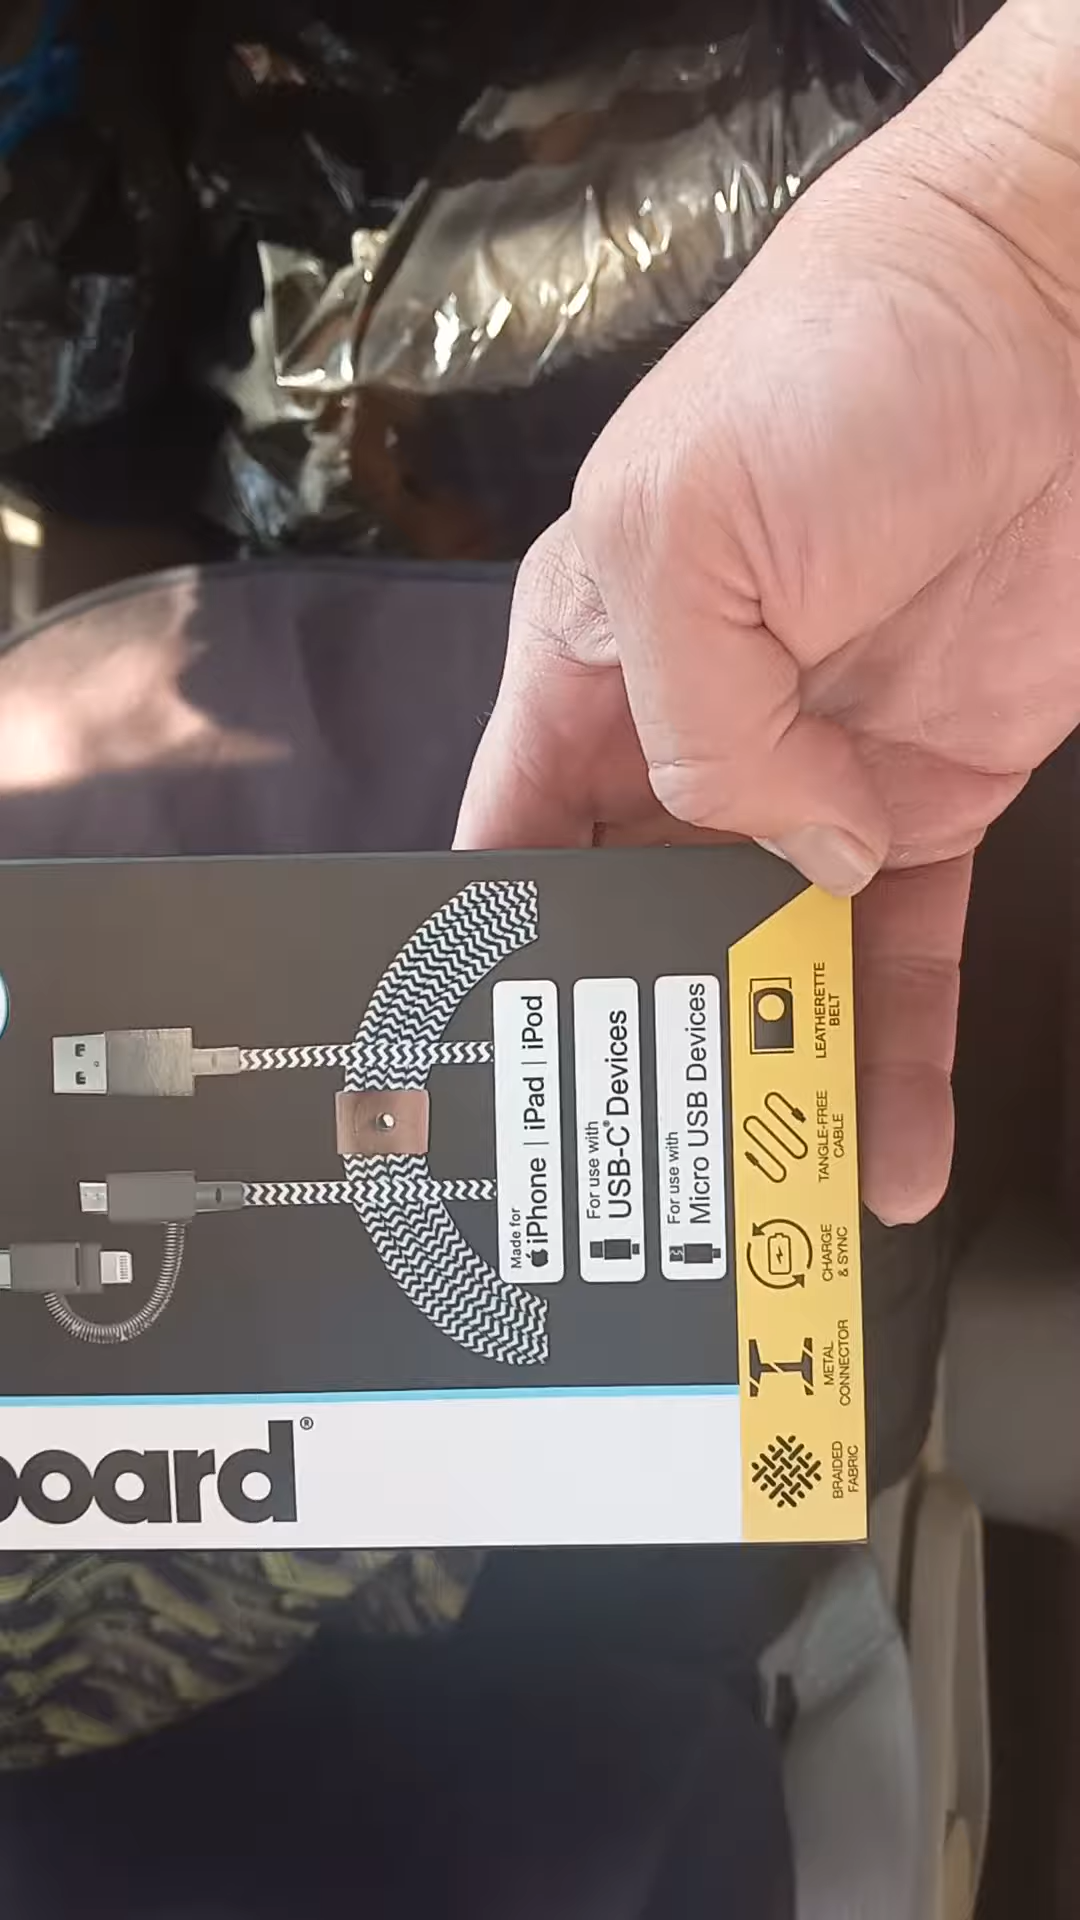 Made for
iPhone | iPad | iPod
For use with
USB-C® Devices
For use with
Micro USB Devices
LEATHERETTE
BELT
TANGLE-FREE
CABLE
CHARGE
& SYNC
METAL
CONNECTOR
BRAIDED
FABRIC
board®